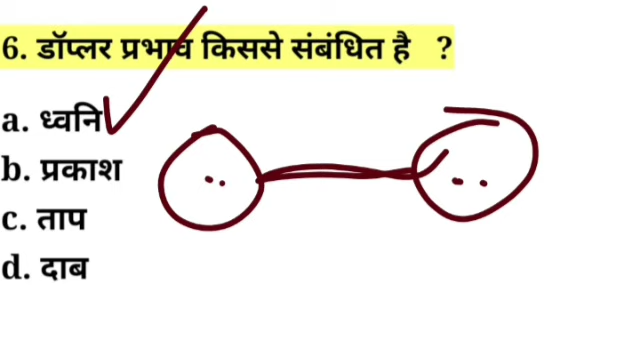 6. डॉप्लर प्रभाव किससे संबंधित है ?
a. ध्वनि
b. प्रकाश
c. ताप
d. दाब